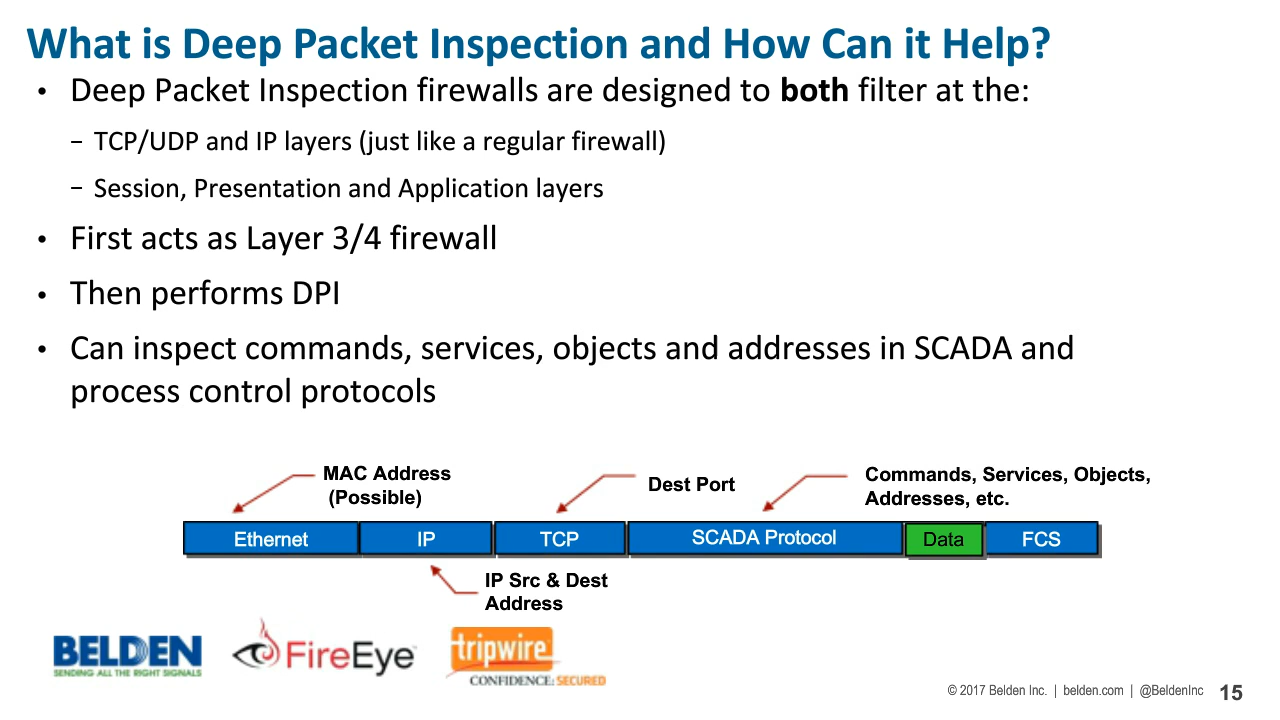 What is Deep Packet Inspection and How Can it Help?
• Deep Packet Inspection firewalls are designed to both filter at the:
– TCP/UDP and IP layers (just like a regular firewall)
– Session, Presentation and Application layers
• First acts as Layer 3/4 firewall
• Then performs DPI
• Can inspect commands, services, objects and addresses in SCADA and
process control protocols
MAC Address
(Possible)
Dest Port
Commands, Services, Objects,
Addresses, etc.
Ethernet
IP
TCP
SCADA Protocol
Data
FCS
IP Src & Dest
Address
BELDEN
SENDING ALL THE RIGHT SIGNALS
FireEye™
tripwire
CONFIDENCE: SECURED
© 2017 Belden Inc. | belden.com | @BeldenInc 15